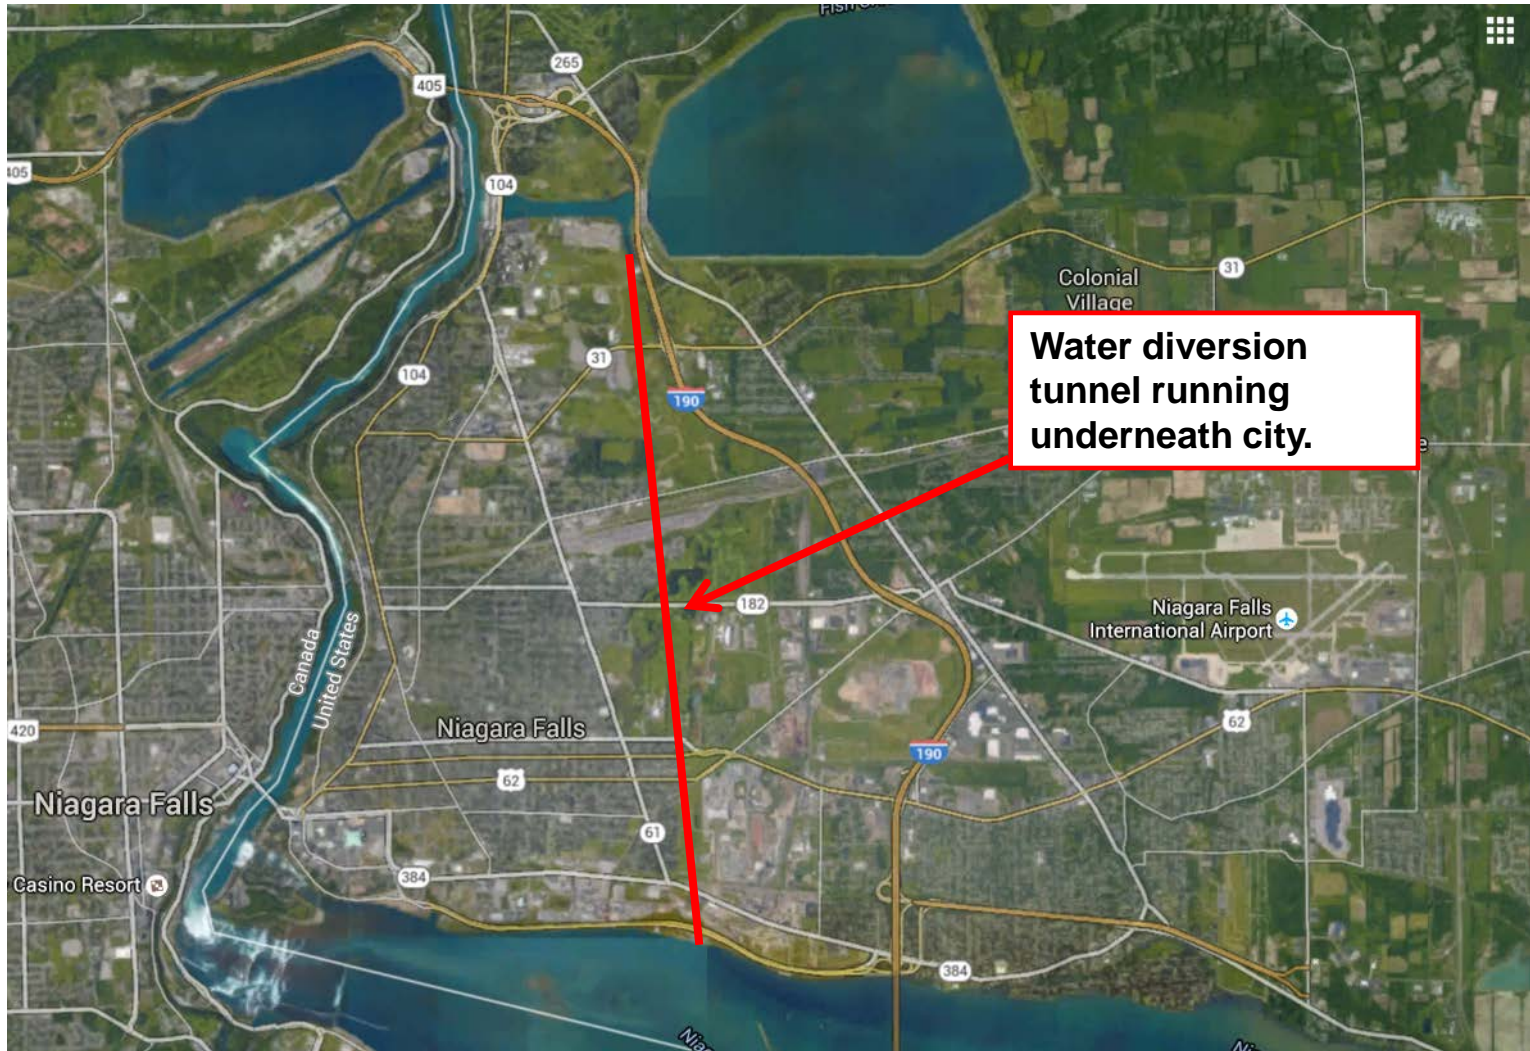 265
405
405
104
31
Colonial
Village
Water diversion
tunnel running
underneath city.
31
104
190
182
Niagara Falls
International Airport
Canada
United States
420
Niagara Falls
62
190
62
Niagara Falls
61
Casino Resort
384
384